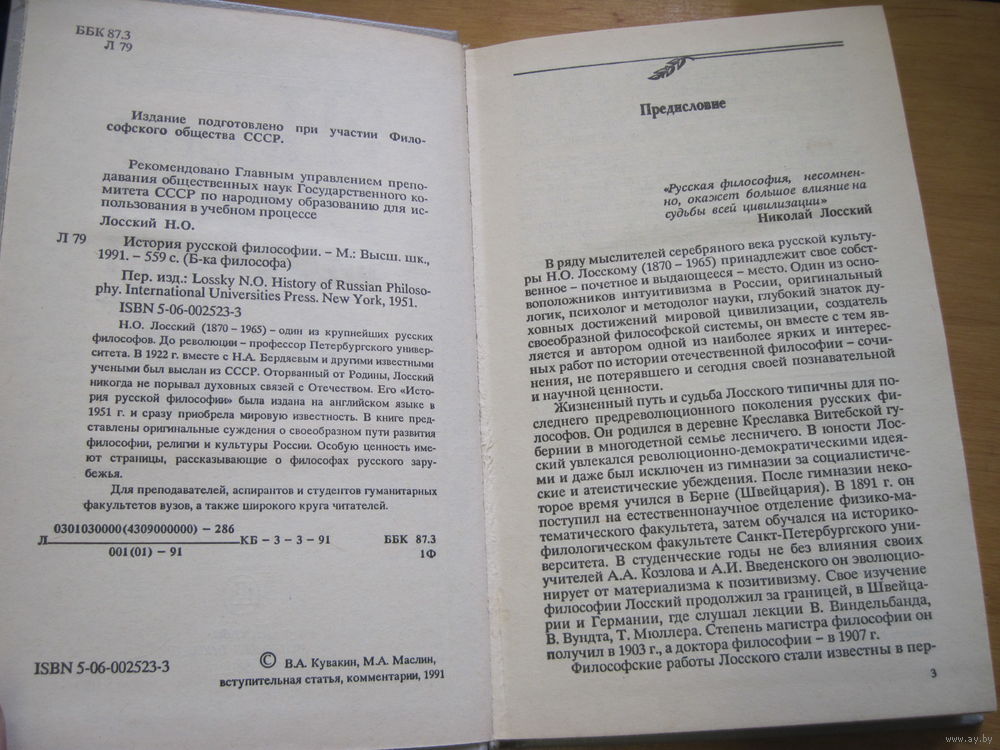 ББК 87.3
Л 79
Издание подготовлено при участии Фило-
софского общества СССР.
Рекомендовано Главным управлением препо-
давания общественных наук Государственного ко-
митета СССР по народному образованию для ис-
пользования в учебном процессе
Лосский Н.О.
Л 79 История русской философии. – М.: Высш. шк.,
1991. – 559 с. (Б-ка философа)
Пер. изд.: Lossky N.O. History of Russian Philoso-
phy. International Universities Press. New York, 1951.
ISBN 5-06-002523-3
Н.О. Лосский (1870 – 1965) – один из крупнейших русских
философов. До революции – профессор Петербургского универ-
ситета. В 1922 г. вместе с Н.А. Бердяевым и другими известными
учеными был выслан из СССР. Оторванный от Родины, Лосский
никогда не порывал духовных связей с Отечеством. Его «Исто-
рия русской философии» была издана на английском языке в
1951 г. и сразу приобрела мировую известность. В книге пред-
ставлены оригинальные суждения о своеобразном пути развития
философии, религии и культуры России. Особую ценность име-
ют страницы, рассказывающие о философах русского зару-
бежья.
Для преподавателей, аспирантов и студентов гуманитарных
факультетов вузов, а также широкого круга читателей.
0301030000(4309000000) – 286
Л КБ – 3 – 3 – 91 ББК 87.3
001(01) – 91 1Ф
ISBN 5-06-002523-3
© В.А. Кувакин, М.А. Маслин,
вступительная статья, комментарии, 1991
Предисловие
«Русская философия, несомнен-
но, окажет большое влияние на
судьбы всей цивилизации»
Николай Лосский
В ряду мыслителей серебряного века русской культу-
ры Н.О. Лосскому (1870 – 1965) принадлежит свое собст-
венное – почетное и выдающееся – место. Один из осно-
воположников интуитивизма в России, оригинальный
логик, психолог и методолог науки, глубокий знаток ду-
ховных достижений мировой цивилизации, создатель
своеобразной философской системы, он вместе с тем яв-
ляется и автором одной из наиболее ярких и интерес-
ных работ по истории отечественной философии – сочи-
нения, не потерявшего и сегодня своей познавательной
и научной ценности.
Жизненный путь и судьба Лосского типичны для по-
следнего предреволюционного поколения русских фи-
лософов. Он родился в деревне Креславка Витебской гу-
бернии в многодетной семье лесничего. В юности Лос-
ский увлекался революционно-демократическими идея-
ми и даже был исключен из гимназии за социалистиче-
ские и атеистические убеждения. После гимназии неко-
торое время учился в Берне (Швейцария). В 1891 г. он
поступил на естественнонаучное отделение физико-ма-
тематического факультета, затем обучался на историко-
филологическом факультете Санкт-Петербургского уни-
верситета. В студенческие годы не без влияния своих
учителей А.А. Козлова и А.И. Введенского он эволюцио-
нирует от материализма к позитивизму. Свое изучение
философии Лосский продолжил за границей, в Швейца-
рии и Германии, где слушал лекции В. Виндельбанда,
В. Вундта, Т. Мюллера. Степень магистра философии он
получил в 1903 г., а доктора философии – в 1907 г.
Философские работы Лосского стали известны в пер-
3
www.ay.by